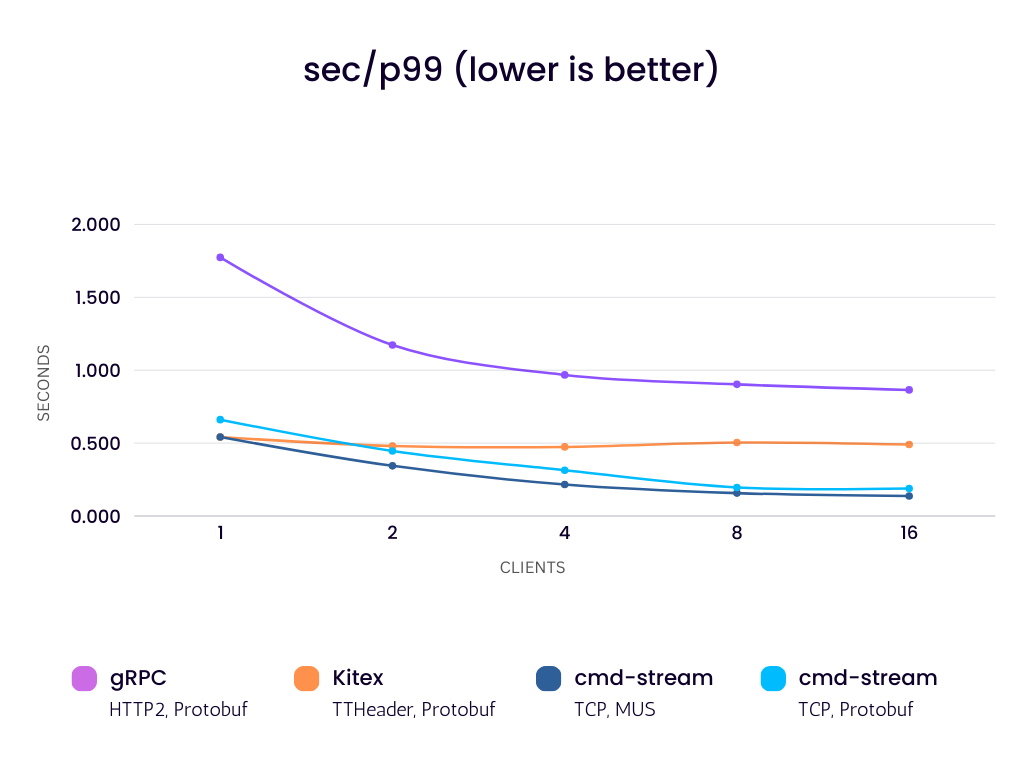 sec/p99 (lower is better)
2.000
1.500
1.000
0.500
0.000
SECONDS
1 2 4 8 16
CLIENTS
gRPC Kitex cmd-stream cmd-stream
HTTP2, Protobuf TTHeader, Protobuf TCP, MUS TCP, Protobuf